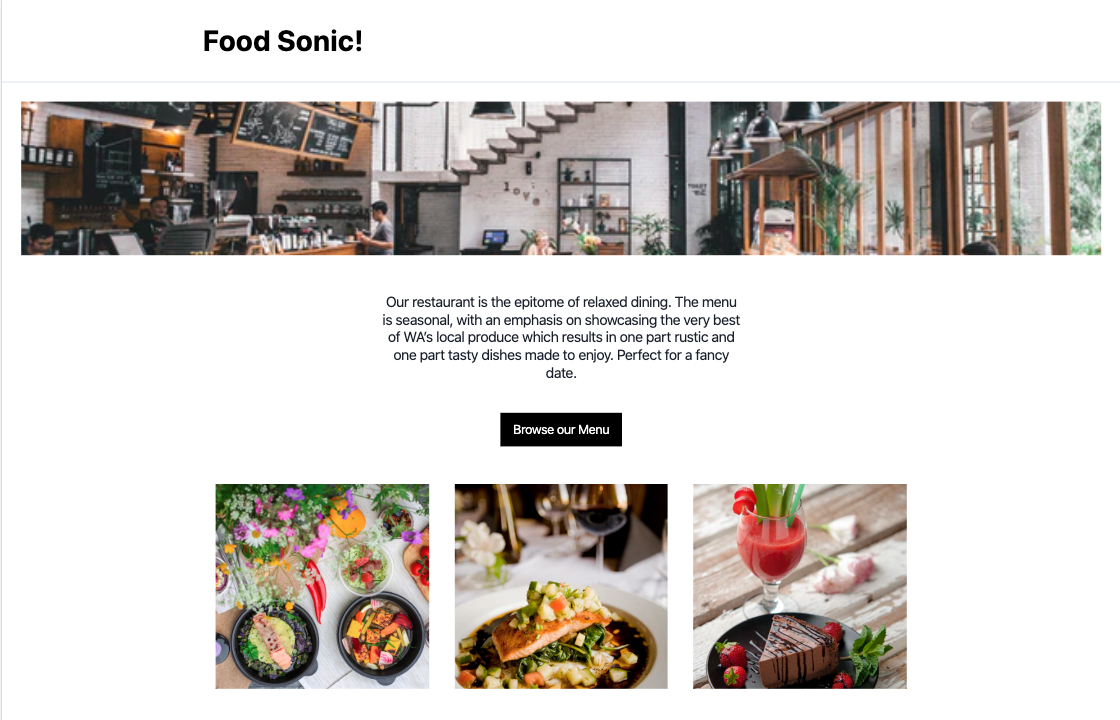 Food Sonic!
love
TOILET
Our restaurant is the epitome of relaxed dining. The menu
is seasonal, with an emphasis on showcasing the very best
of WA’s local produce which results in one part rustic and
one part tasty dishes made to enjoy. Perfect for a fancy
date.
Browse our Menu